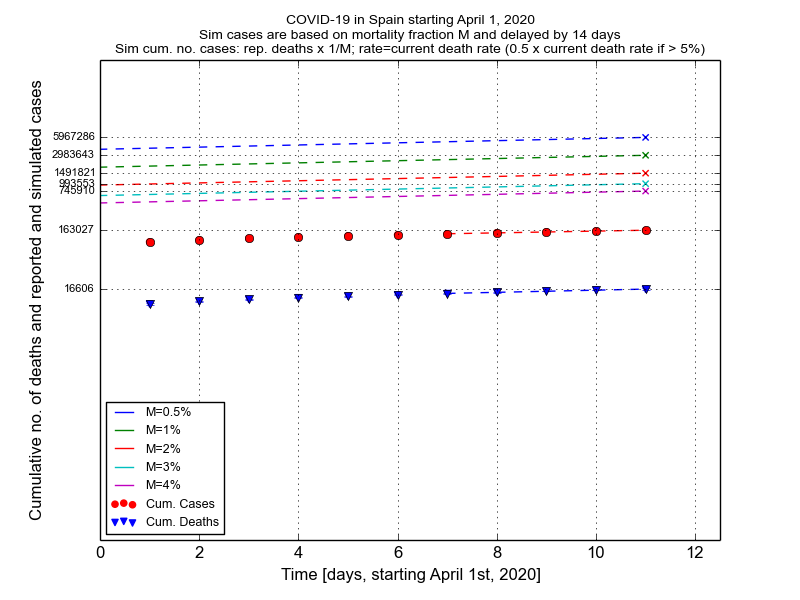 COVID-19 in Spain starting April 1, 2020
Sim cases are based on mortality fraction M and delayed by 14 days
Sim cum. no. cases: rep. deaths x 1/M; rate=current death rate (0.5 x current death rate if > 5%)
Cumulative no. of deaths and reported and simulated cases
5967286
2983643
1491821
993553
745910
163027
16606
M=0.5%
M=1%
M=2%
M=3%
M=4%
Cum. Cases
Cum. Deaths
0 2 4 6 8 10 12
Time [days, starting April 1st, 2020]